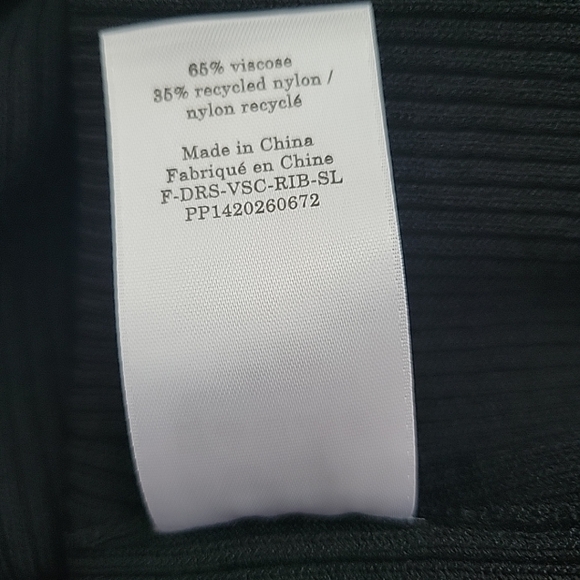 65% viscose
35% recycled nylon /
nylon recyclé
Made in China
Fabriqué en Chine
F-DRS-VSC-RIB-SL
PP1420260672